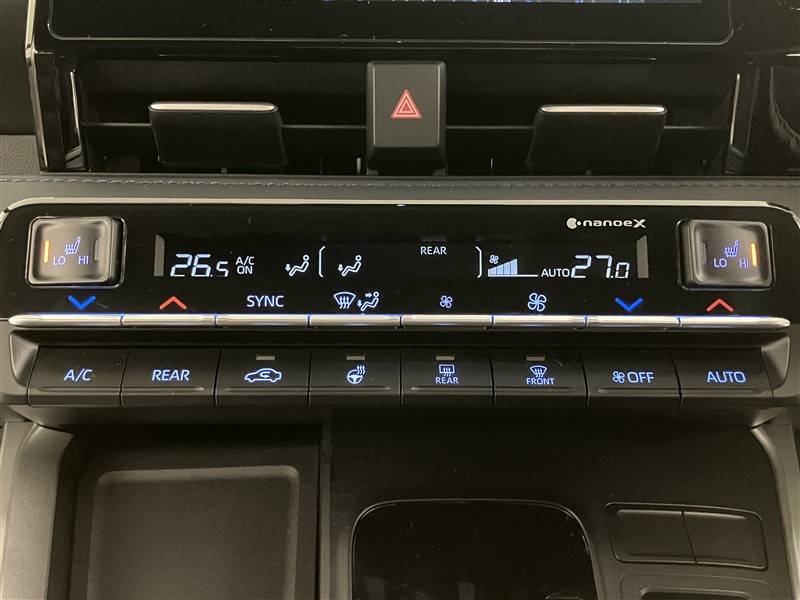 nanoeX
LO HI
26.5 A/C ON
REAR
AUTO 27.0
LO HI
SYNC
A/C
REAR
REAR
FRONT
OFF
AUTO